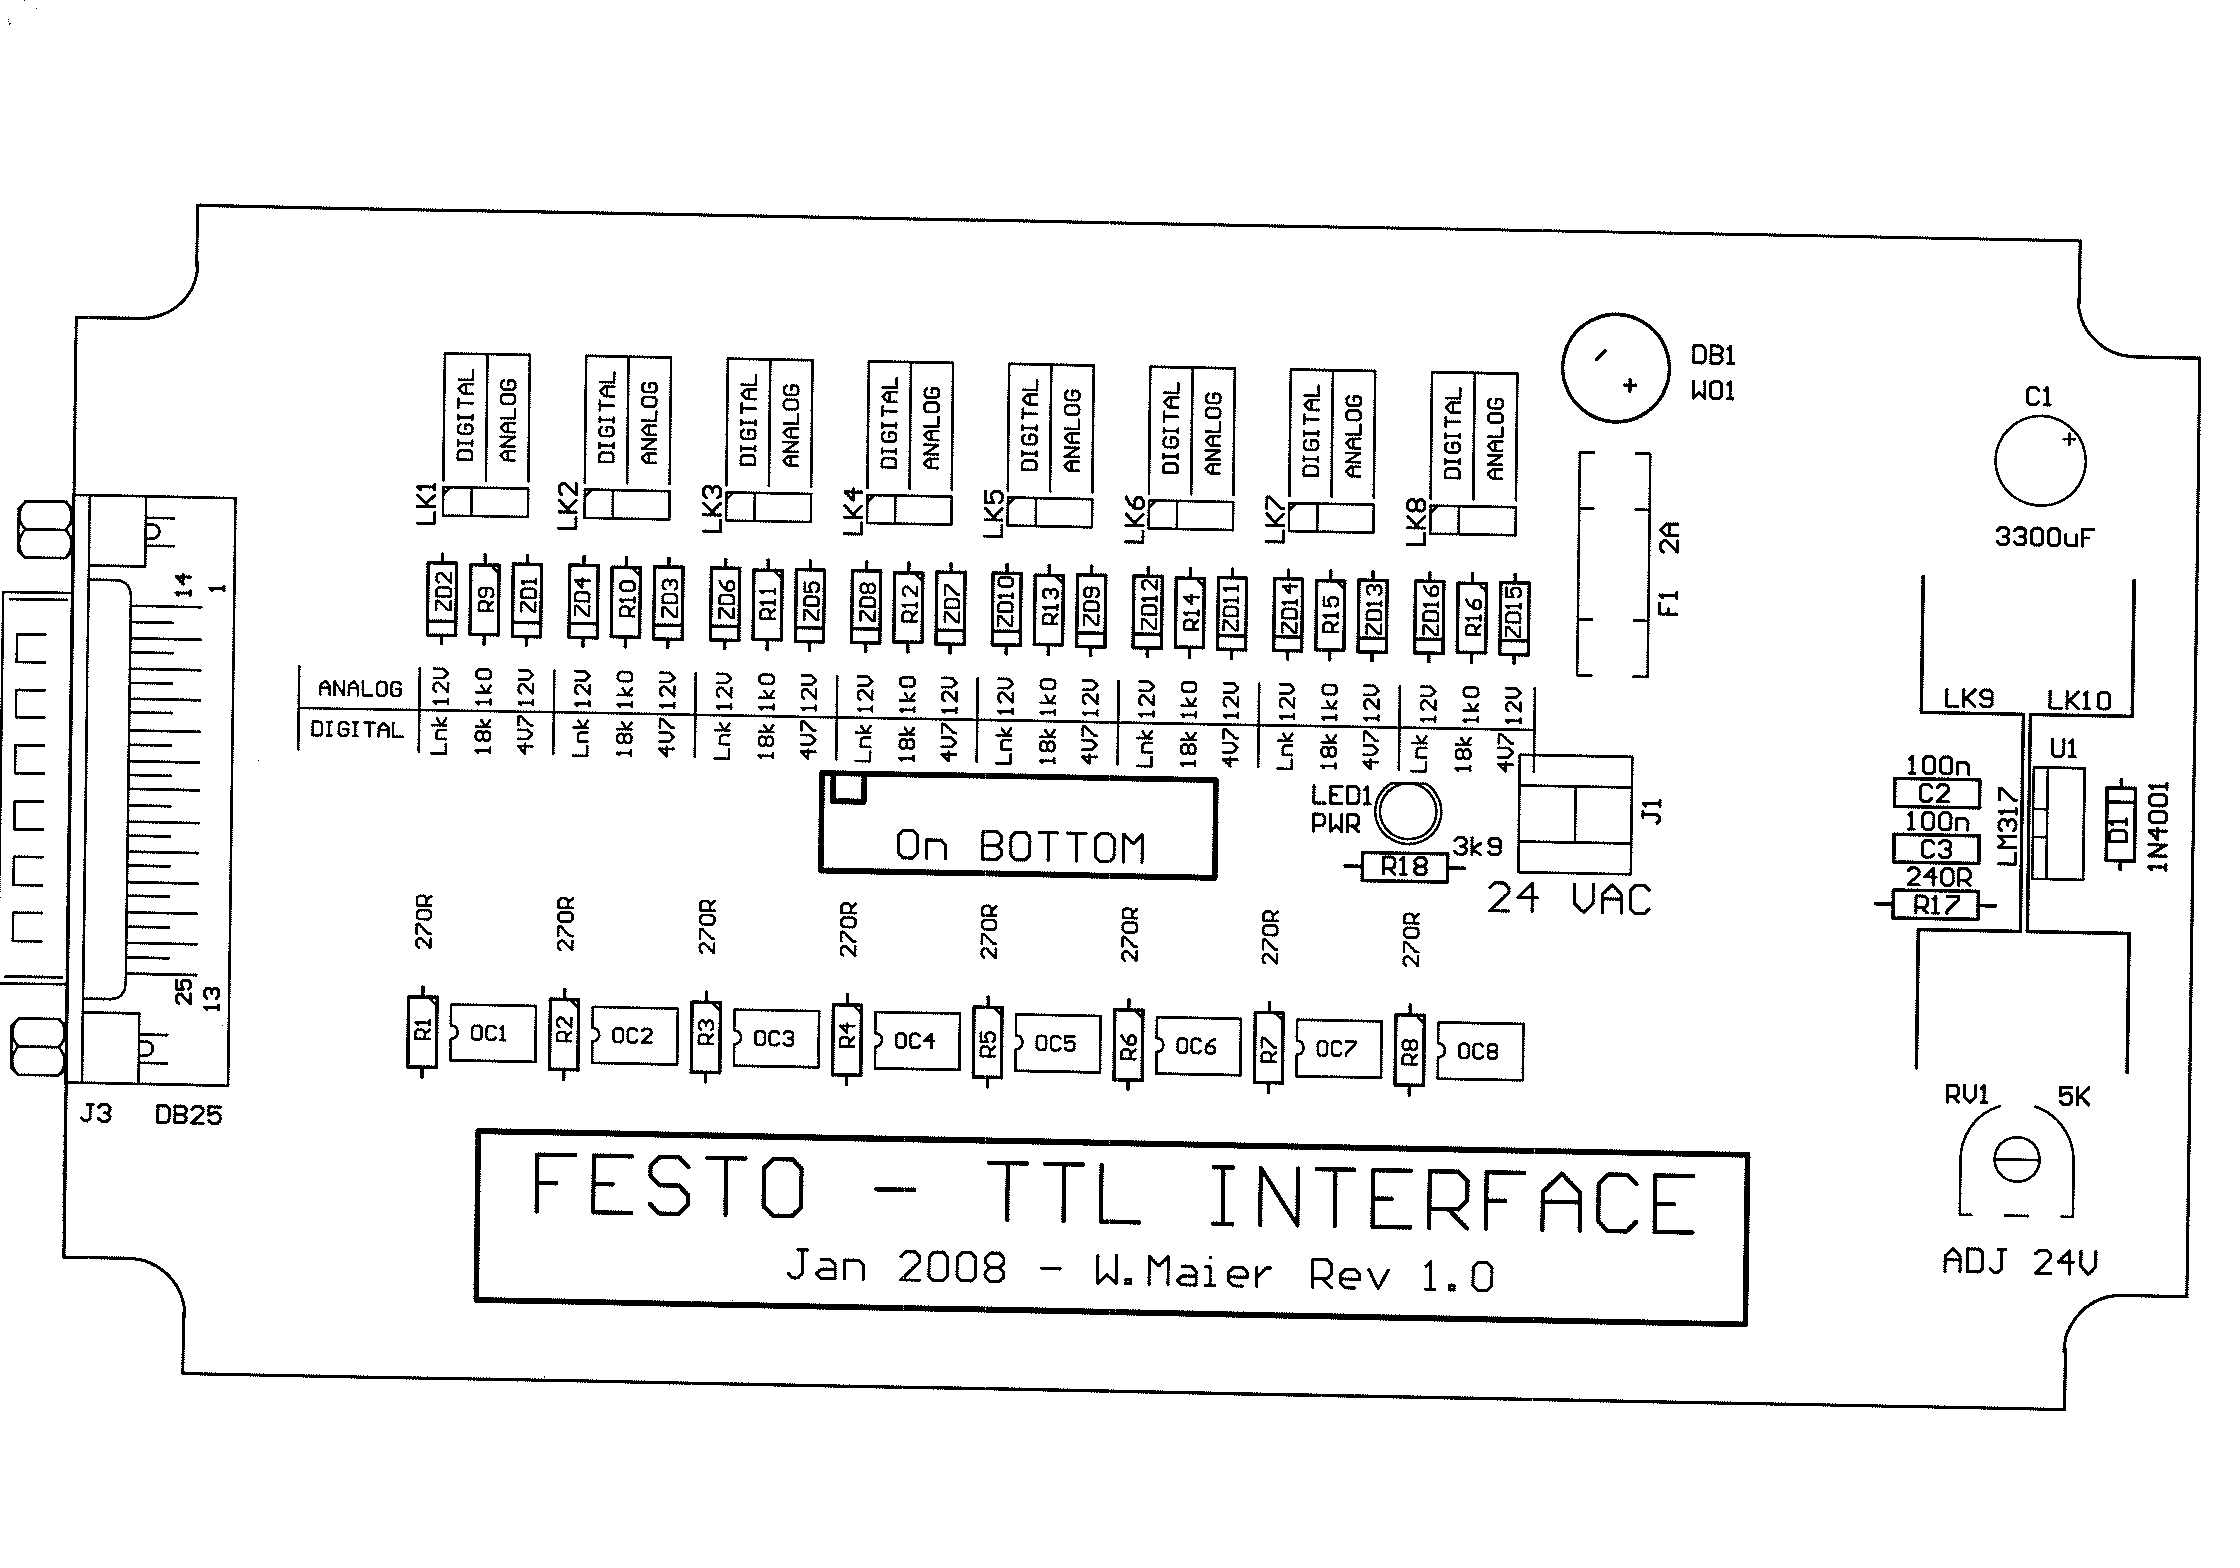 DIGITAL ANALOG DIGITAL ANALOG DIGITAL ANALOG DIGITAL ANALOG DIGITAL ANALOG DIGITAL ANALOG DIGITAL ANALOG DIGITAL ANALOG
LK1 LK2 LK3 LK4 LK5 LK6 LK7 LK8
DB1
W01
C1
3300uF
2A
F1
ZD2 R9 ZD1 ZD4 R10 ZD3 ZD6 R11 ZD5 ZD8 R12 ZD7 ZD10 R13 ZD9 ZD12 R14 ZD11 ZD14 R15 ZD13 ZD16 R16 ZD15
14 1
ANALOG 12V 1k0 12V 12V 1k0 12V 12V 1k0 12V 12V 1k0 12V 12V 1k0 12V 12V 1k0 12V 12V 1k0 12V 12V 1k0 12V
DIGITAL Lnk 18k 4V7 Lnk 18k 4V7 Lnk 18k 4V7 Lnk 18k 4V7 Lnk 18k 4V7 Lnk 18k 4V7 Lnk 18k 4V7 Lnk 18k 4V7
LK9 LK10
U1
LM317
100n
C2
100n
C3
240R
R17
D1
1N4001
On BOTTOM
LED1
PWR
3k9
R18
J1
24 VAC
270R 270R 270R 270R 270R 270R 270R 270R
25 13
R1 OC1 R2 OC2 R3 OC3 R4 OC4 R5 OC5 R6 OC6 R7 OC7 R8 OC8
J3 DB25
RV1 5K
ADJ 24V
FESTO - TTL INTERFACE
Jan 2008 - W.Maier Rev 1.0